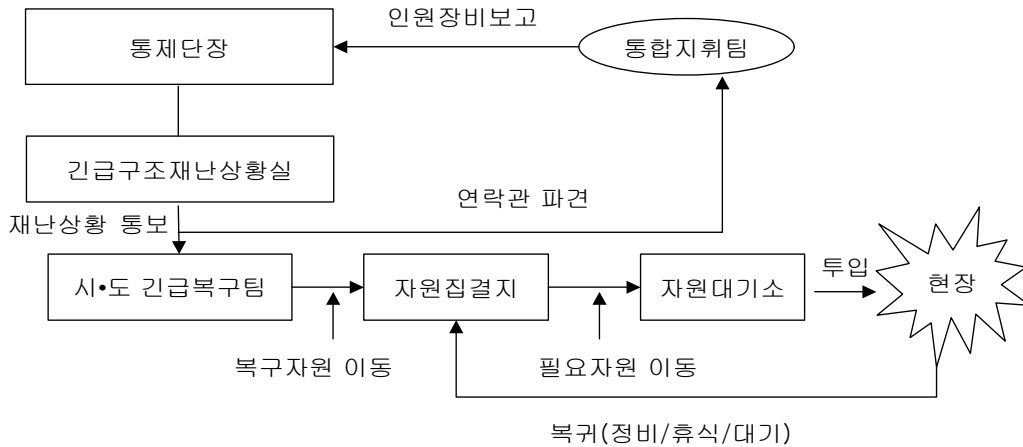 인원장비보고
통제단장
통합지휘팀
긴급구조재난상황실
연락관 파견
재난상황 통보
시•도 긴급복구팀
자원집결지
자원대기소
투입
현장
복구자원 이동
필요자원 이동
복귀(정비/휴식/대기)